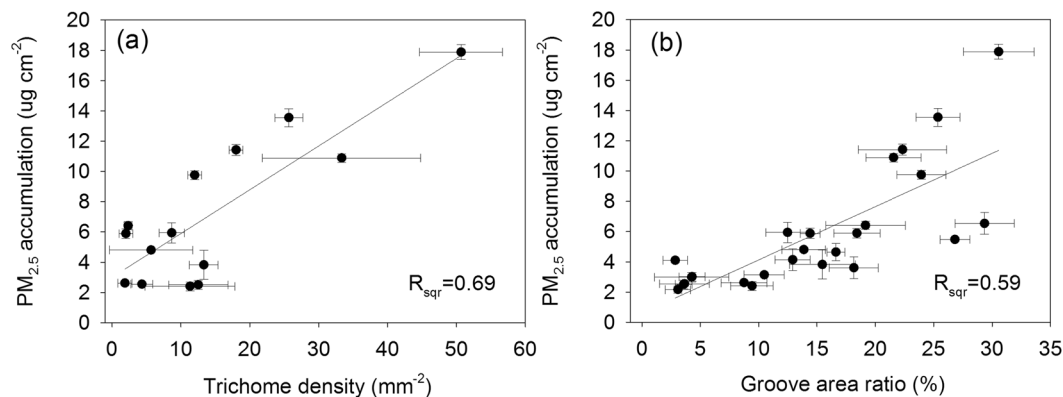 (a)
PM2.5 accumulation (ug cm-2)
20
18
16
14
12
10
8
6
4
2
0
Rsqr=0.69
0 10 20 30 40 50 60
Trichome density (mm-2)
(b)
PM2.5 accumulation (ug cm-2)
20
18
16
14
12
10
8
6
4
2
0
Rsqr=0.59
0 5 10 15 20 25 30 35
Groove area ratio (%)